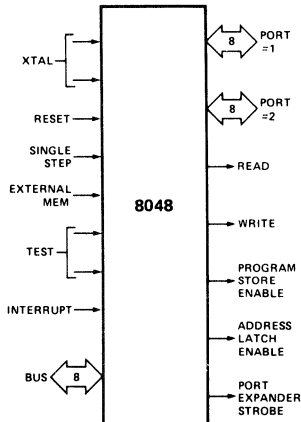 XTAL
RESET
SINGLE
STEP
EXTERNAL
MEM
TEST
INTERRUPT
BUS
8
8048
8
PORT
=1
8
PORT
=2
READ
WRITE
PROGRAM
STORE
ENABLE
ADDRESS
LATCH
ENABLE
PORT
EXPANDER
STROBE